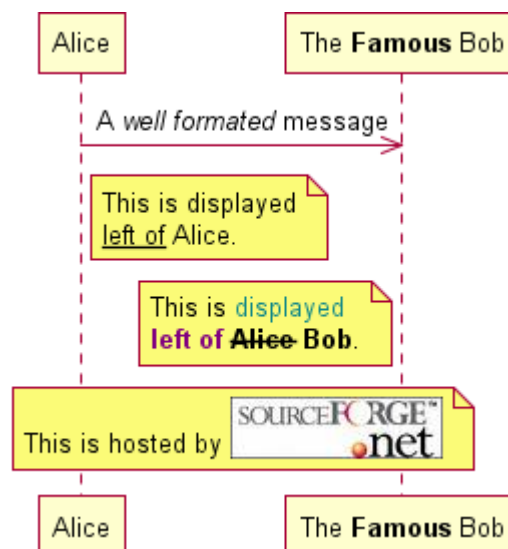 Alice
The Famous Bob
A well formated message
This is displayed
left of Alice.
This is displayed
left of Alice Bob.
This is hosted by SOURCEFORGE™
.net
Alice
The Famous Bob